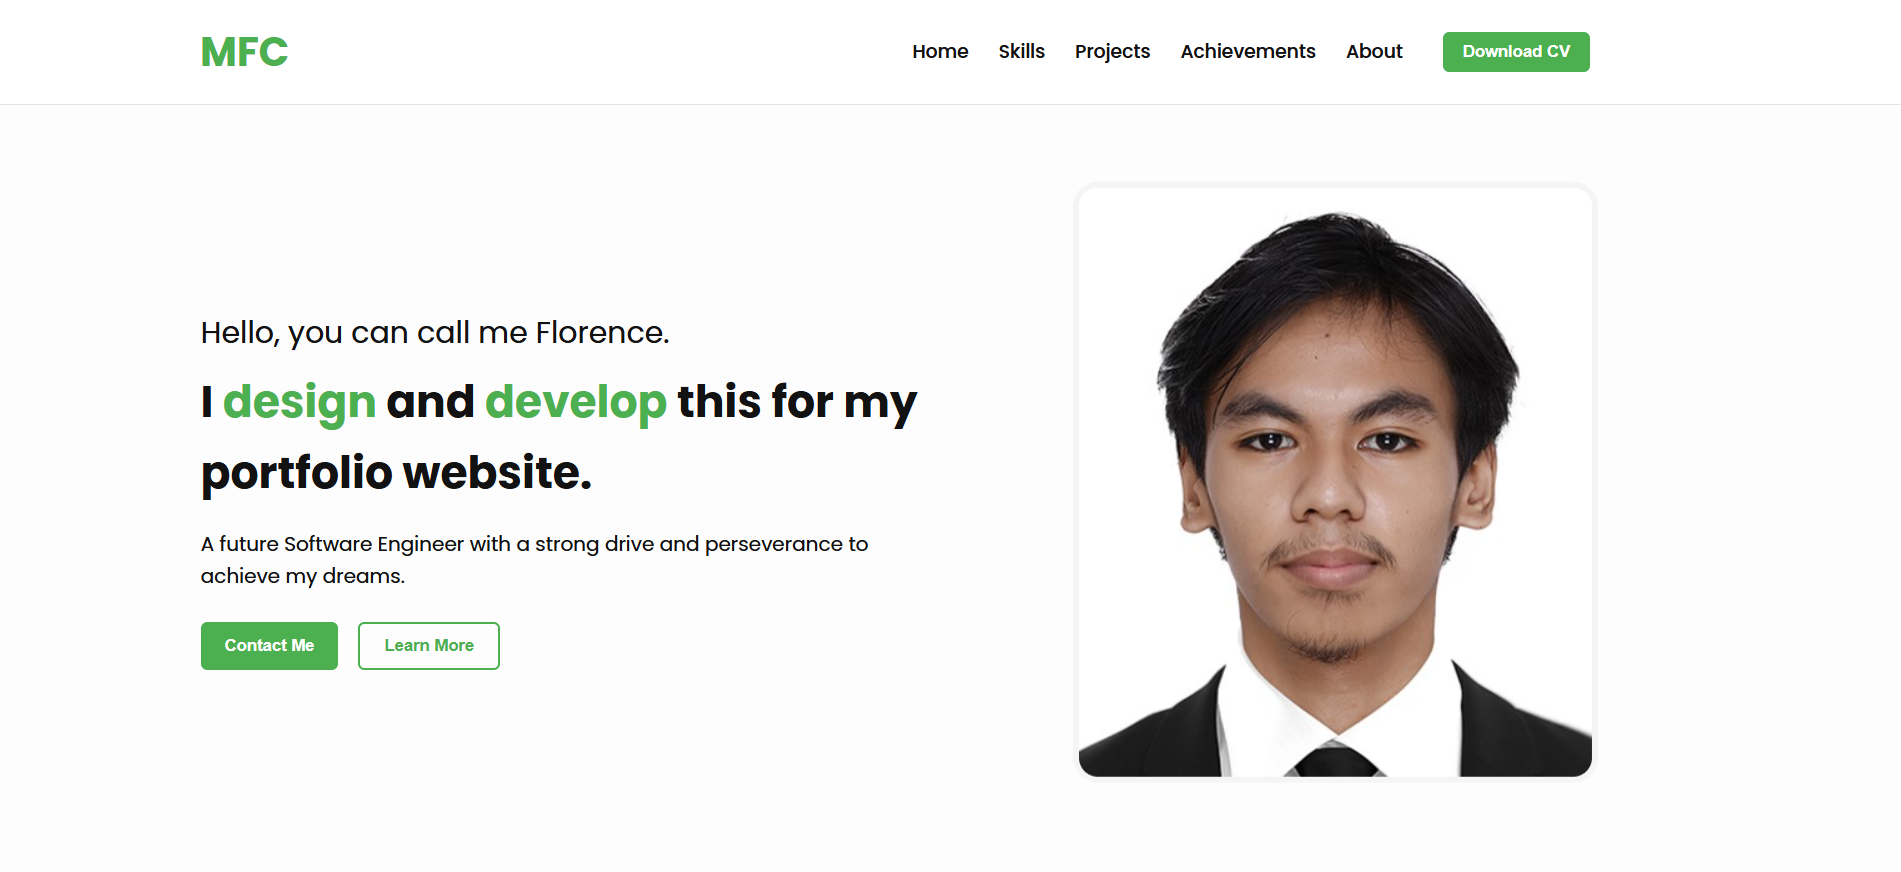 MFC
Home Skills Projects Achievements About Download CV
Hello, you can call me Florence.
I design and develop this for my
portfolio website.
A future Software Engineer with a strong drive and perseverance to
achieve my dreams.
Contact Me Learn More